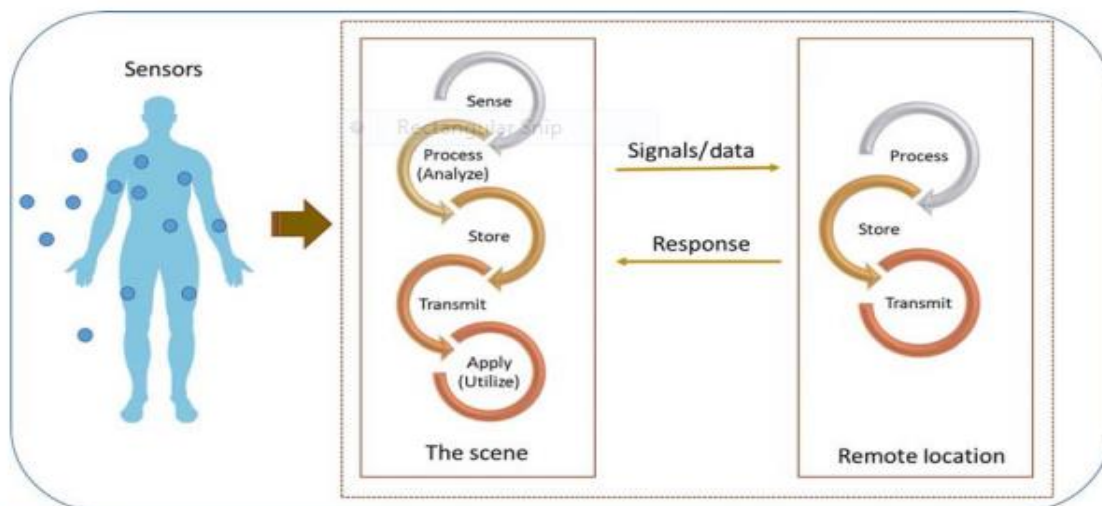 Sensors
Sense
Rectangular Snip
Process
(Analyze)
Store
Transmit
Apply
(Utilize)
The scene
Signals/data
Response
Process
Store
Transmit
Remote location